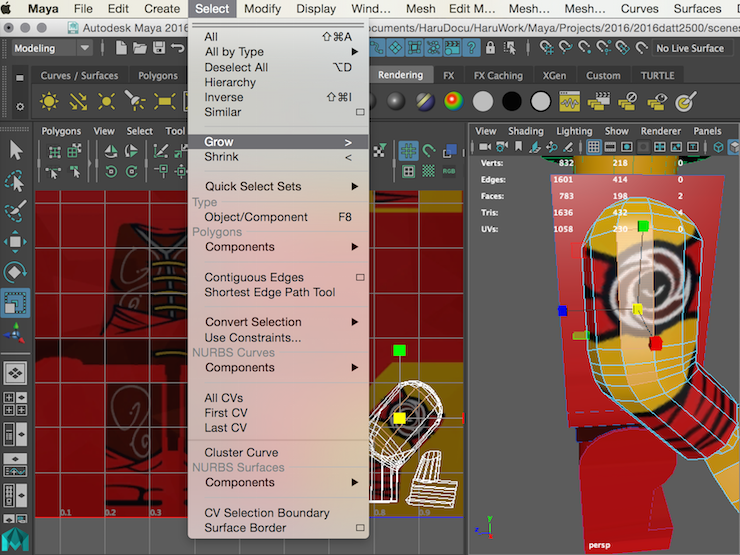 Maya File Edit Create Select Modify Display Wind... Mesh Edit M... Mesh... Mesh... Curves Surfaces
Autodesk Maya 2016
ocuments/HaruDocu/HaruWork/Maya/Projects/2016/2016datt2500/scenes
Modeling
No Live Surface
Curves / Surfaces Polygons Rendering FX FX Caching XGen Custom TURTLE
All ⇧⌘A
All by Type
Deselect All ⌥D
Hierarchy
Inverse ⇧⌘I
Similar
Grow >
Shrink <
Quick Select Sets
Type
Object/Component F8
Polygons
Components
Contiguous Edges
Shortest Edge Path Tool
Convert Selection
Use Constraints...
NURBS Curves
Components
All CVs
First CV
Last CV
Cluster Curve
NURBS Surfaces
Components
CV Selection Boundary
Surface Border
Polygons View Select Tool
RGB
0.1 0.2 0.3 0.8 0.9
View Shading Lighting Show Renderer Panels
Verts: 832 218 0
Edges: 1601 414 0
Faces: 783 198 2
Tris: 1636 432 4
UVs: 1058 230 0
persp